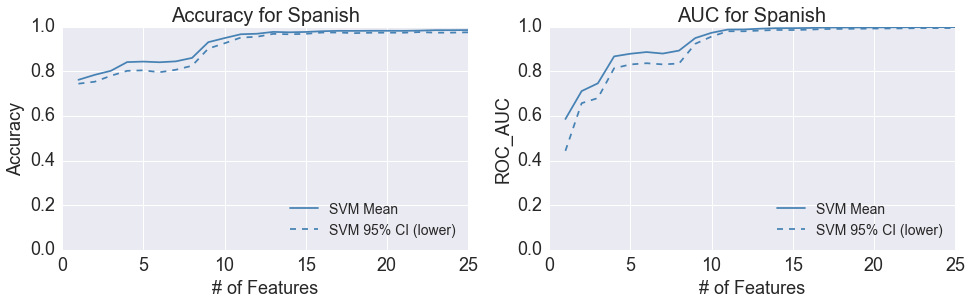 Accuracy for Spanish
1.0
0.8
0.6
0.4
0.2
0.0
Accuracy
SVM Mean
SVM 95% CI (lower)
0 5 10 15 20 25
# of Features
AUC for Spanish
1.0
0.8
0.6
0.4
0.2
0.0
ROC_AUC
SVM Mean
SVM 95% CI (lower)
0 5 10 15 20 25
# of Features